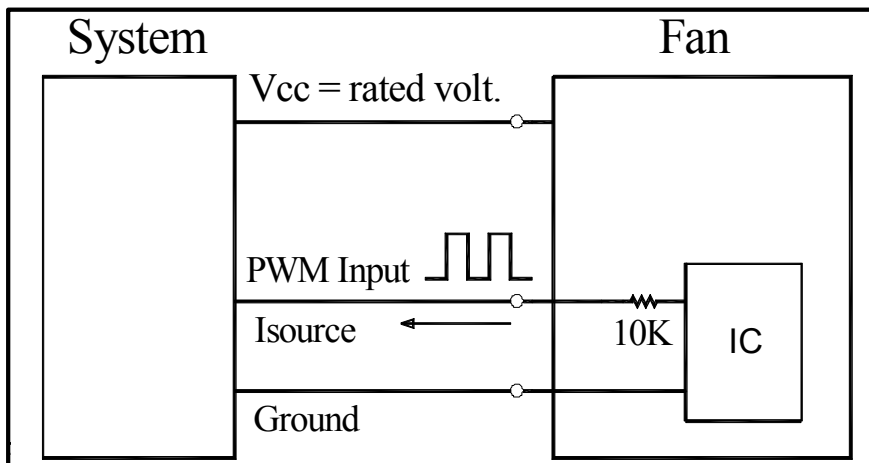 System
Fan
Vcc = rated volt.
PWM Input
Isource
10K
IC
Ground